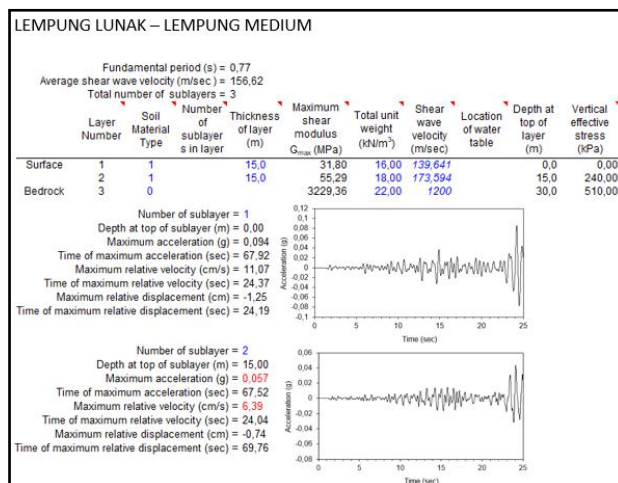 LEMPUNG LUNAK – LEMPUNG MEDIUM
Fundamental period (s) = 0,77
Average shear wave velocity (m/sec) = 156,62
Total number of sublayers = 3
Layer Number Soil Material Type Number of sublayer s in layer Thickness of layer (m) Maximum shear modulus Gmax (MPa) Total unit weight (kN/m³) Shear wave velocity (m/sec) Location of water table Depth at top of layer (m) Vertical effective stress (kPa)
Surface 1 1 15,0 31,80 16,00 139,641 0,0 0,00
2 1 15,0 55,29 18,00 173,594 15,0 240,00
Bedrock 3 0 3229,36 22,00 1200 30,0 510,00
Number of sublayer = 1
Depth at top of sublayer (m) = 0,00
Maximum acceleration (g) = 0,094
Time of maximum acceleration (sec) = 67,92
Maximum relative velocity (cm/s) = 11,07
Time of maximum relative velocity (sec) = 24,37
Maximum relative displacement (cm) = -1,25
Time of maximum relative displacement (sec) = 24,19
Acceleration (g)
0,12
0,1
0,08
0,06
0,04
0,02
0
-0,02
-0,04
-0,06
-0,08
-0,1
0 5 10 15 20 25
Time (sec)
Number of sublayer = 2
Depth at top of sublayer (m) = 15,00
Maximum acceleration (g) = 0,057
Time of maximum acceleration (sec) = 67,52
Maximum relative velocity (cm/s) = 6,39
Time of maximum relative velocity (sec) = 24,04
Maximum relative displacement (cm) = -0,74
Time of maximum relative displacement (sec) = 69,76
Acceleration (g)
0,06
0,04
0,02
0
-0,02
-0,04
-0,06
-0,08
0 5 10 15 20 25
Time (sec)